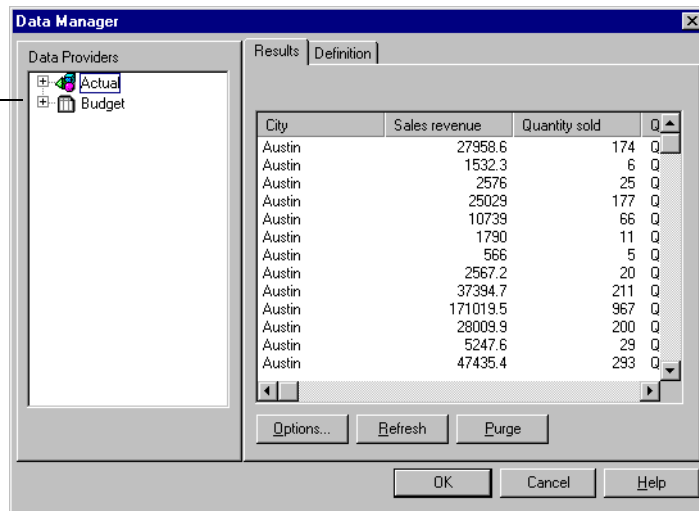 Data Manager
Data Providers
Actual
Budget
Results Definition
City Sales revenue Quantity sold Q
Austin 27958.6 174 Q
Austin 1532.3 6 Q
Austin 2576 25 Q
Austin 25029 177 Q
Austin 10739 66 Q
Austin 1790 11 Q
Austin 566 5 Q
Austin 2567.2 20 Q
Austin 37394.7 211 Q
Austin 171019.5 967 Q
Austin 28009.9 200 Q
Austin 5247.6 29 Q
Austin 47435.4 293 Q
Options... Refresh Purge
OK Cancel Help